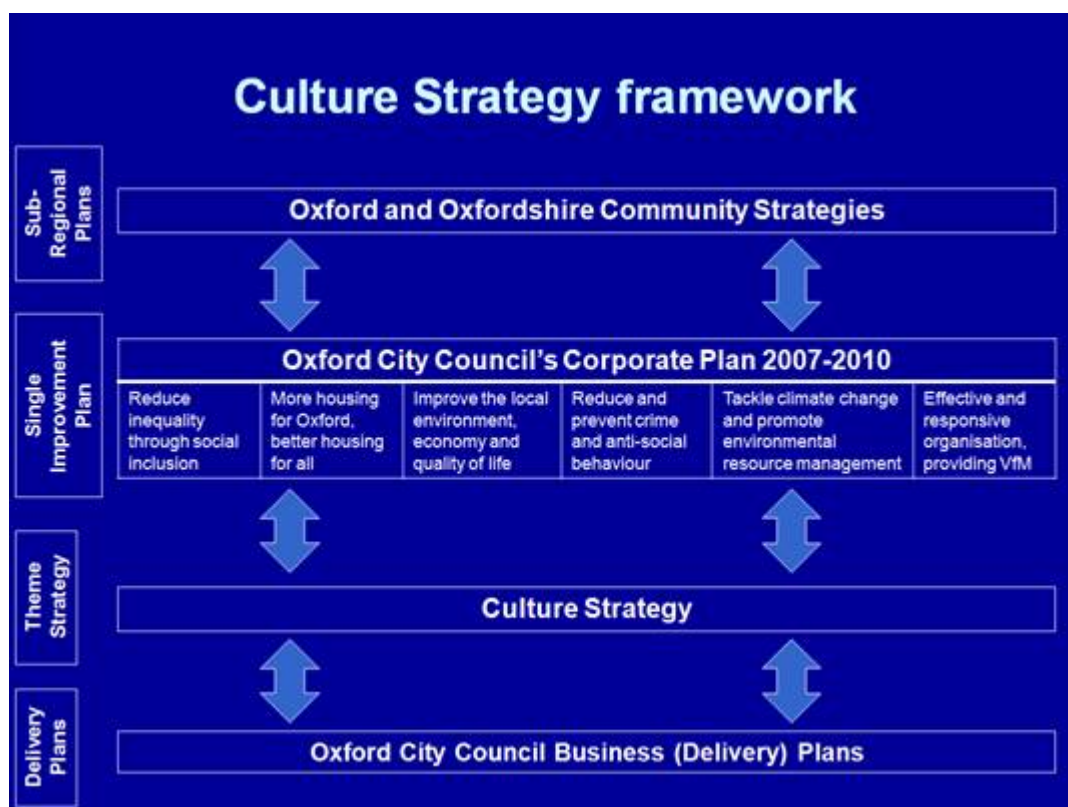 Culture Strategy framework
Sub-
Regional
Plans
Oxford and Oxfordshire Community Strategies
Single
Improvement
Plan
Oxford City Council's Corporate Plan 2007-2010
Reduce
inequality
through social
inclusion
More housing
for Oxford,
better housing
for all
Improve the local
environment,
economy and
quality of life
Reduce and
prevent crime
and anti-social
behaviour
Tackle climate change
and promote
environmental
resource management
Effective and
responsive
organisation,
providing VfM
Theme
Strategy
Culture Strategy
Delivery
Plans
Oxford City Council Business (Delivery) Plans